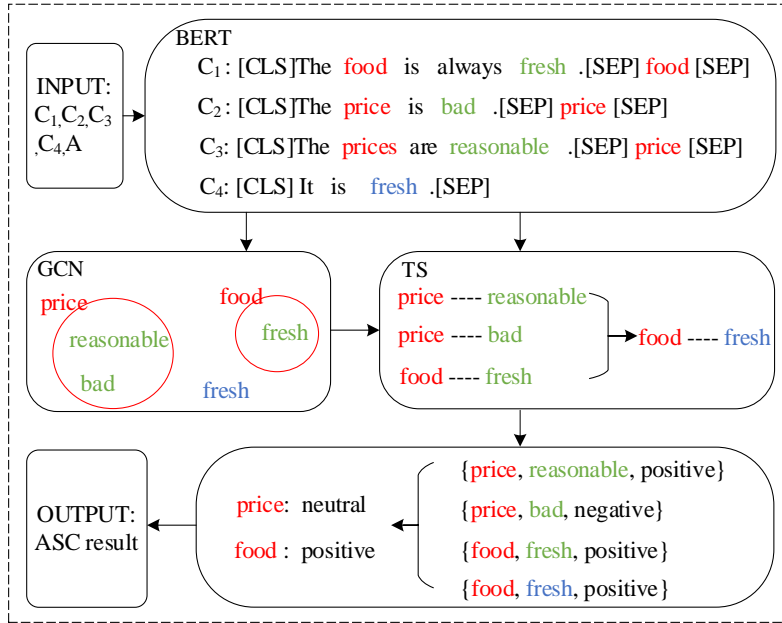 BERT
INPUT:
C1,C2,C3
,C4,A
C1: [CLS]The food is always fresh .[SEP] food [SEP]
C2: [CLS]The price is bad .[SEP] price [SEP]
C3: [CLS]The prices are reasonable .[SEP] price [SEP]
C4: [CLS] It is fresh .[SEP]
GCN
price
food
reasonable
fresh
bad
fresh
TS
price ---- reasonable
price ---- bad
food ---- fresh
food ---- fresh
{price, reasonable, positive}
{price, bad, negative}
{food, fresh, positive}
{food, fresh, positive}
price: neutral
food : positive
OUTPUT:
ASC result